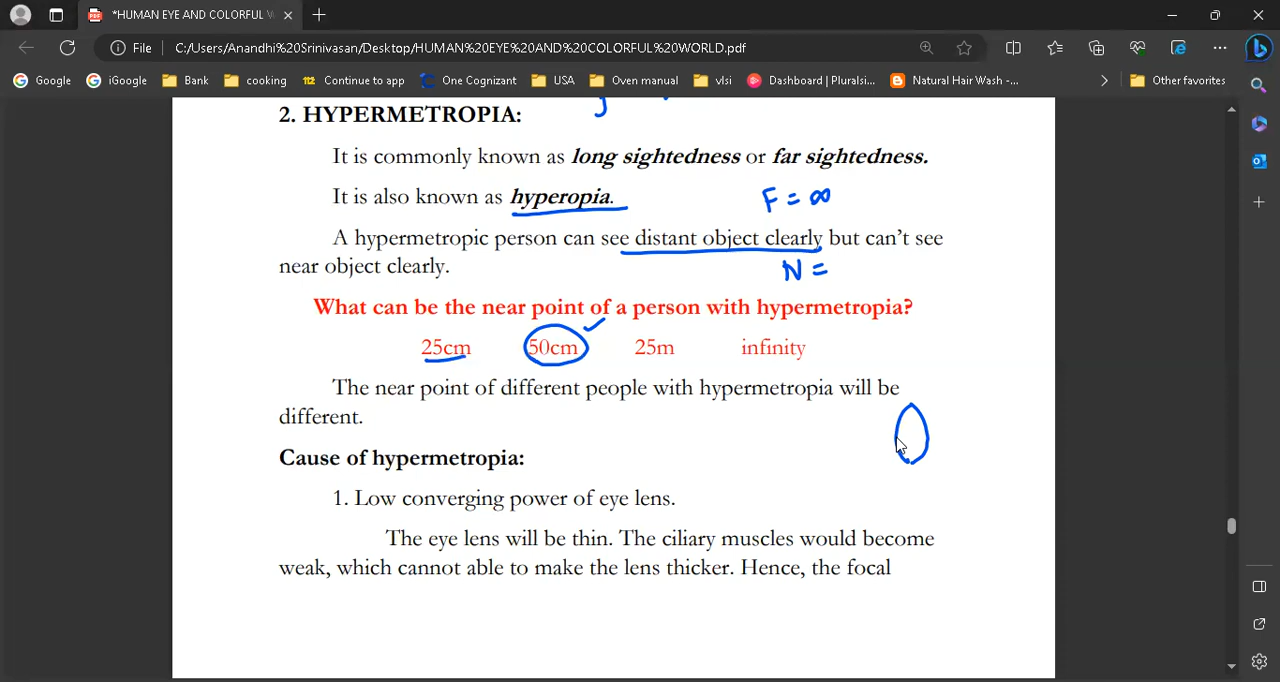 *HUMAN EYE AND COLORFUL W
File C:/Users/Anandhi%20Srinivasan/Desktop/HUMAN%20EYE%20AND%20COLORFUL%20WORLD.pdf
Google iGoogle Bank cooking Continue to app One Cognizant USA Oven manual vlsi Dashboard | Pluralsi... Natural Hair Wash -... Other favorites
2. HYPERMETROPIA:
It is commonly known as long sightedness or far sightedness.
It is also known as hyperopia.
F = ∞
A hypermetropic person can see distant object clearly but can't see
near object clearly.
N =
What can be the near point of a person with hypermetropia?
25cm 50cm 25m infinity
The near point of different people with hypermetropia will be
different.
Cause of hypermetropia:
1. Low converging power of eye lens.
The eye lens will be thin. The ciliary muscles would become
weak, which cannot able to make the lens thicker. Hence, the focal